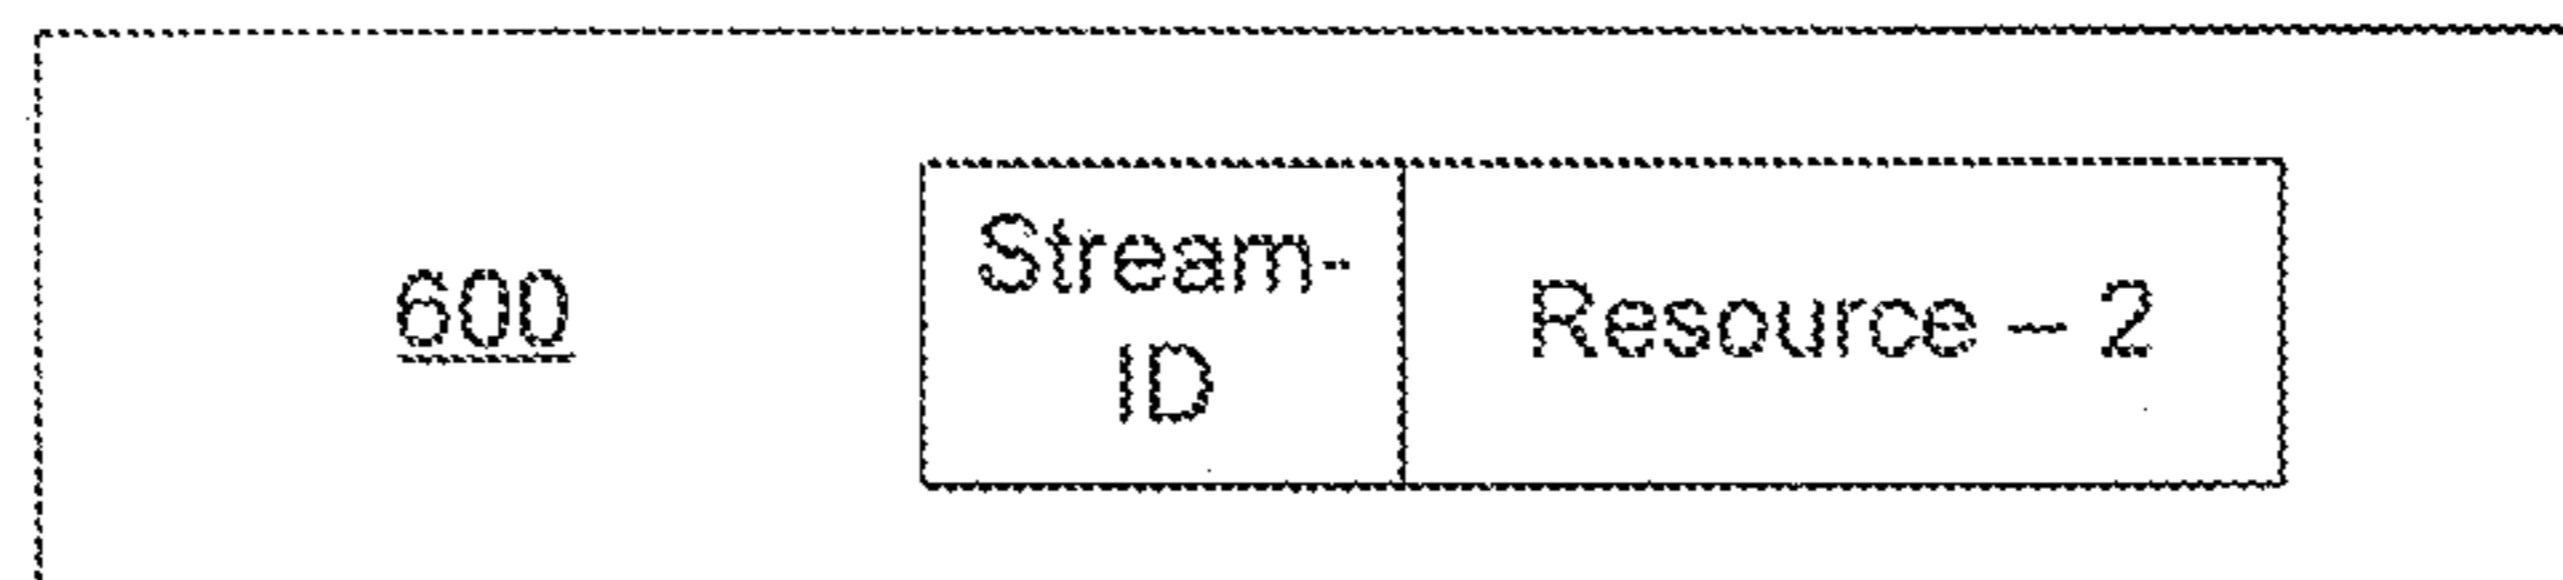 600
Stream-
ID
Resource – 2